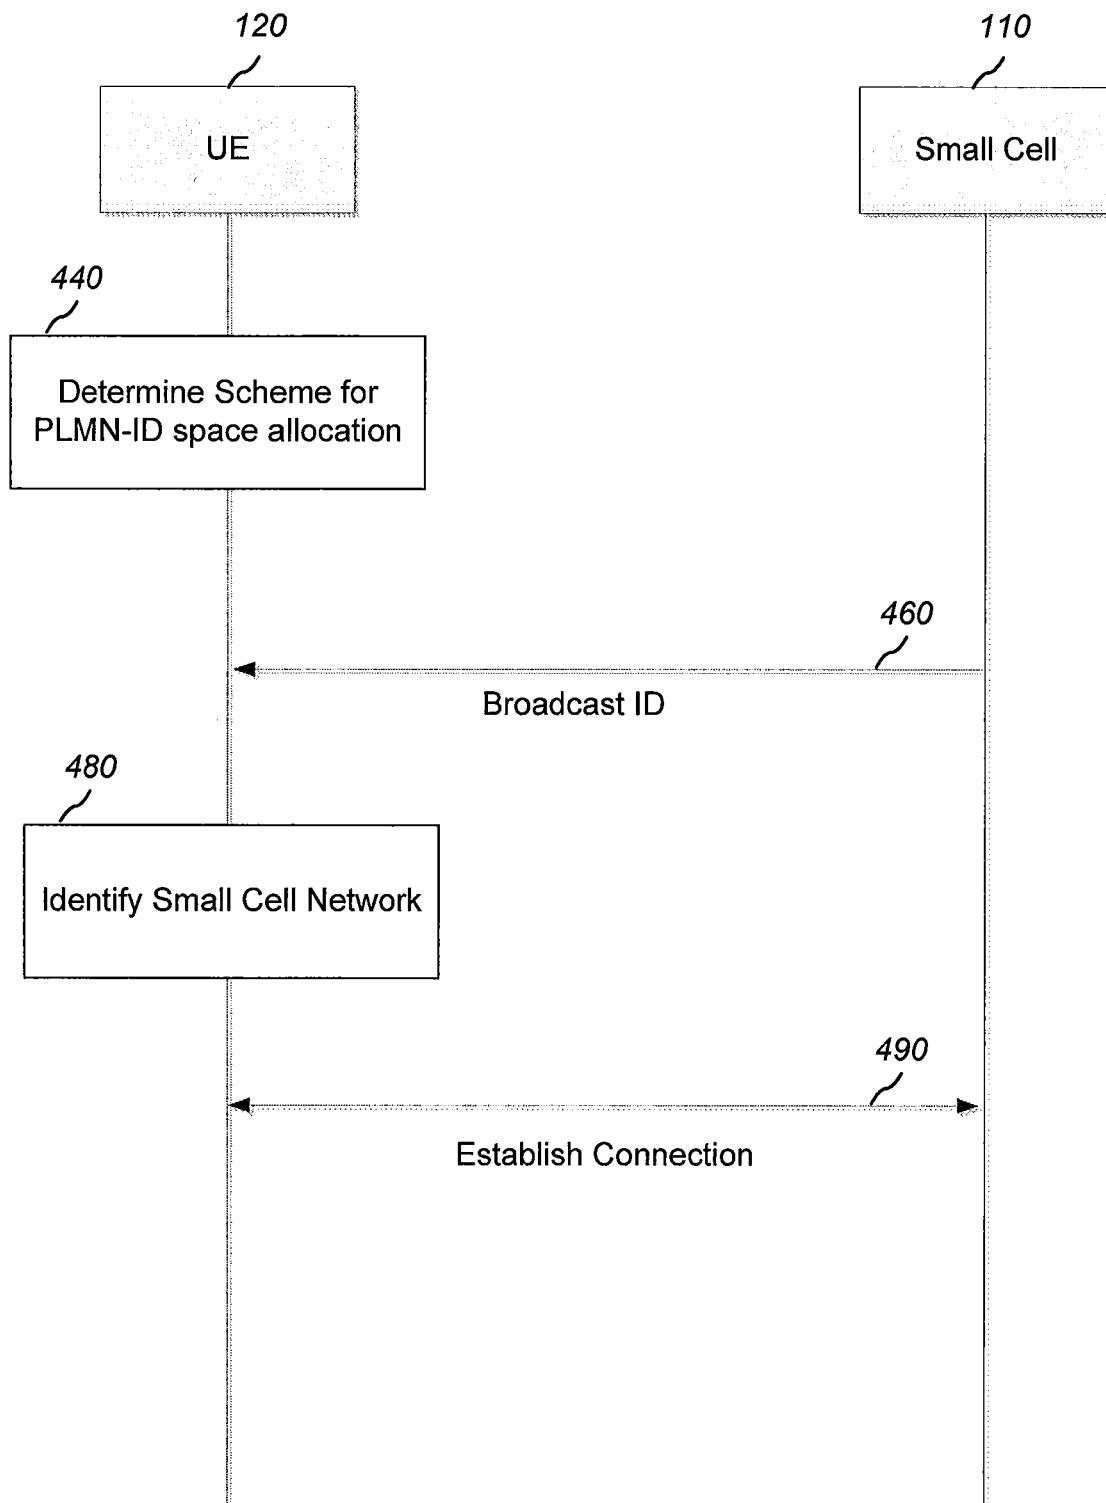 120
110
UE
Small Cell
440
Determine Scheme for
PLMN-ID space allocation
460
Broadcast ID
480
Identify Small Cell Network
490
Establish Connection